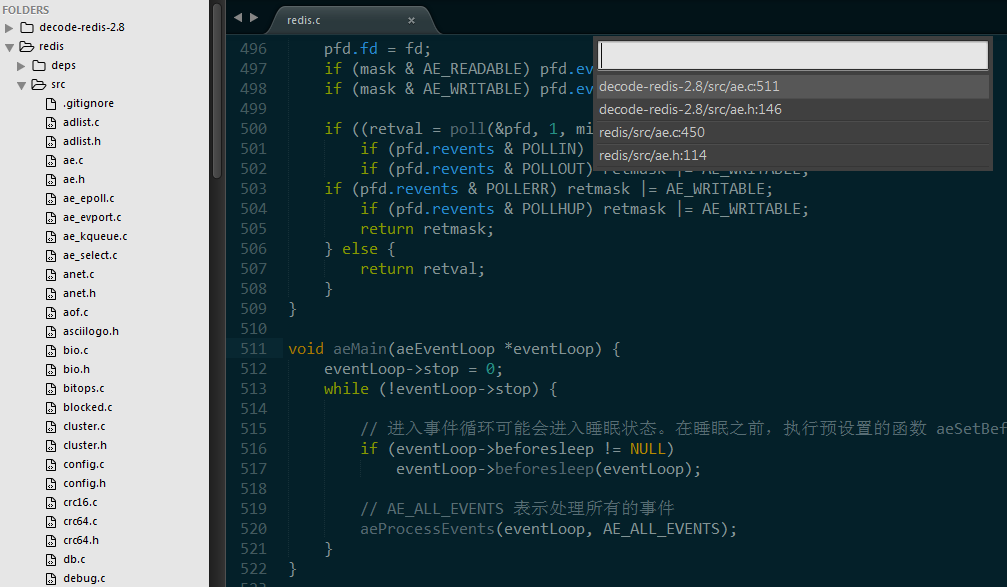 FOLDERS
decode-redis-2.8
redis
deps
src
.gitignore
adlist.c
adlist.h
ae.c
ae.h
ae_epoll.c
ae_evport.c
ae_kqueue.c
ae_select.c
anet.c
anet.h
aof.c
asciilogo.h
bio.c
bio.h
bitops.c
blocked.c
cluster.c
cluster.h
config.c
config.h
crc16.c
crc64.c
crc64.h
db.c
debug.c
redis.c ×
decode-redis-2.8/src/ae.c:511
decode-redis-2.8/src/ae.h:146
redis/src/ae.c:450
redis/src/ae.h:114
496 pfd.fd = fd;
497 if (mask & AE_READABLE) pfd.ev
498 if (mask & AE_WRITABLE) pfd.ev
499
500 if ((retval = poll(&pfd, 1, mi
501 if (pfd.revents & POLLIN)
502 if (pfd.revents & POLLOUT) retmask |= AE_WRITABLE;
503 if (pfd.revents & POLLERR) retmask |= AE_WRITABLE;
504 if (pfd.revents & POLLHUP) retmask |= AE_WRITABLE;
505 return retmask;
506 } else {
507 return retval;
508 }
509 }
510
511 void aeMain(aeEventLoop *eventLoop) {
512 eventLoop->stop = 0;
513 while (!eventLoop->stop) {
514
515 // 进入事件循环可能会进入睡眠状态。在睡眠之前，执行预设置的函数 aeSetBef
516 if (eventLoop->beforesleep != NULL)
517 eventLoop->beforesleep(eventLoop);
518
519 // AE_ALL_EVENTS 表示处理所有的事件
520 aeProcessEvents(eventLoop, AE_ALL_EVENTS);
521 }
522 }
523